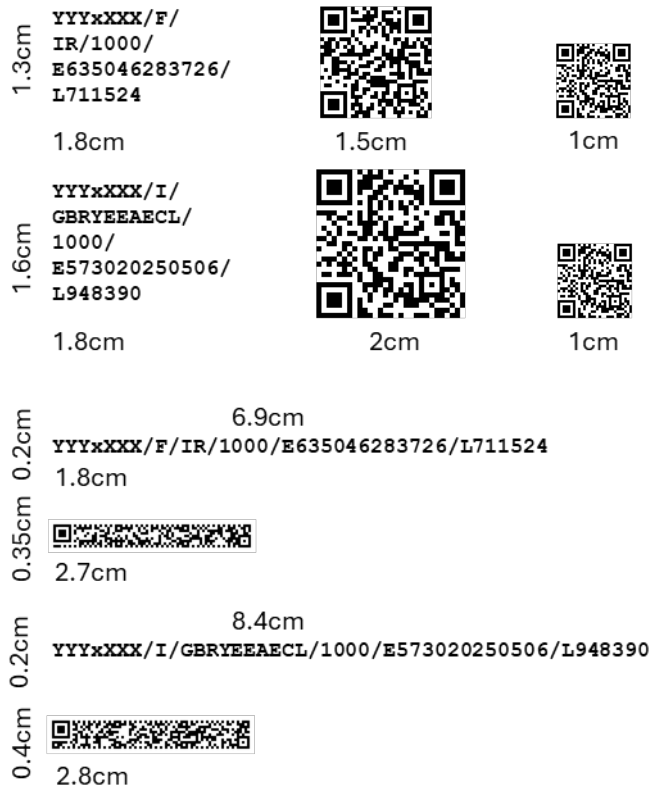 1.3cm
YYYxXXX/F/
IR/1000/
E635046283726/
L711524
1.8cm
1.5cm
1cm
1.6cm
YYYxXXX/I/
GBRYEEAECL/
1000/
E573020250506/
L948390
1.8cm
2cm
1cm
6.9cm
0.2cm
YYYxXXX/F/IR/1000/E635046283726/L711524
1.8cm
0.35cm
2.7cm
8.4cm
0.2cm
YYYxXXX/I/GBRYEEAECL/1000/E573020250506/L948390
0.4cm
2.8cm